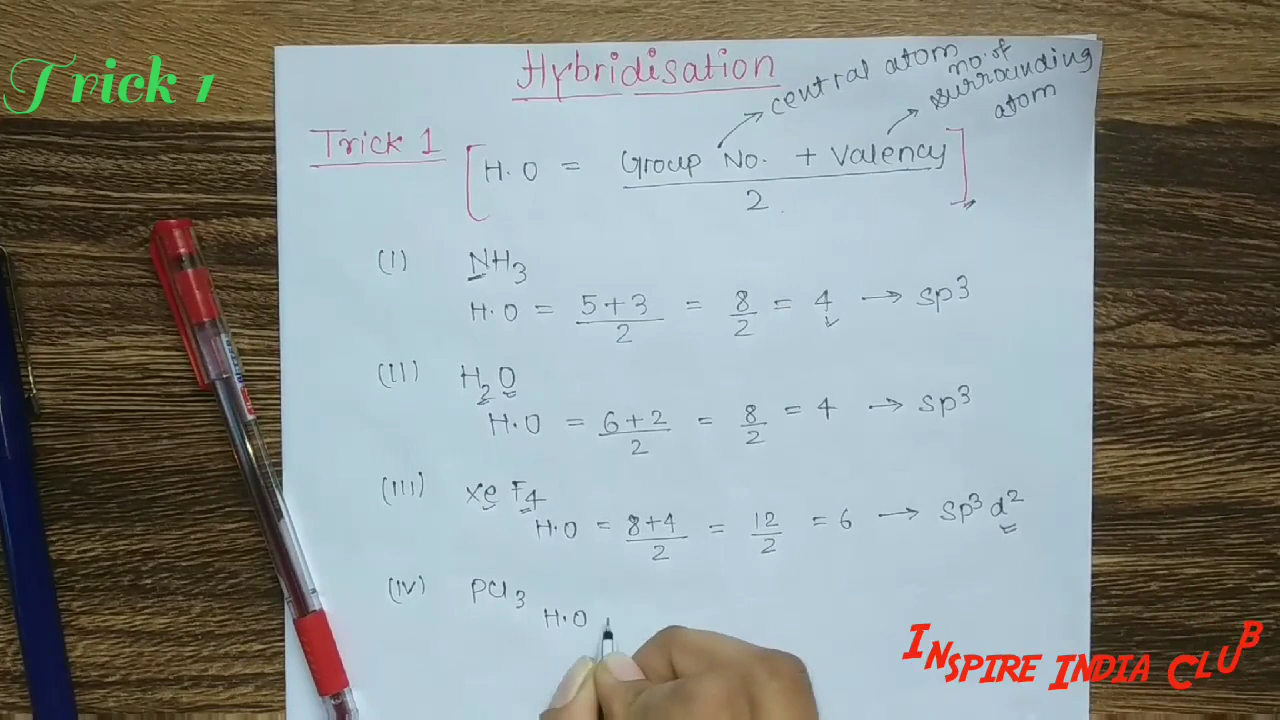 Trick 1
Hybridisation
central atom
no. of
surrounding
atom
Trick 1
[H.O = Group No. + Valency / 2]
(I) NH3
H.O = 5+3/2 = 8/2 = 4 → sp3
(II) H2O
H.O = 6+2/2 = 8/2 = 4 → sp3
(III) XeF4
H.O = 8+4/2 = 12/2 = 6 → sp3d2
(IV) PCl3
H.O
INSPIRE INDIA CLUB